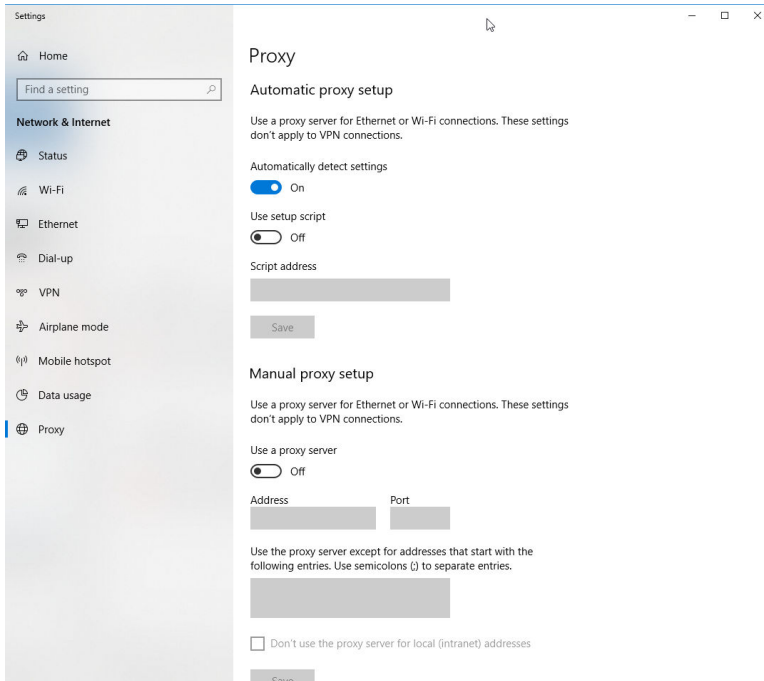 Settings
Home
Find a setting
Network & Internet
Status
Wi-Fi
Ethernet
Dial-up
VPN
Airplane mode
Mobile hotspot
Data usage
Proxy
Proxy
Automatic proxy setup
Use a proxy server for Ethernet or Wi-Fi connections. These settings
don't apply to VPN connections.
Automatically detect settings
On
Use setup script
Off
Script address
Save
Manual proxy setup
Use a proxy server for Ethernet or Wi-Fi connections. These settings
don't apply to VPN connections.
Use a proxy server
Off
Address Port
Use the proxy server except for addresses that start with the
following entries. Use semicolons (;) to separate entries.
Don't use the proxy server for local (intranet) addresses
Save